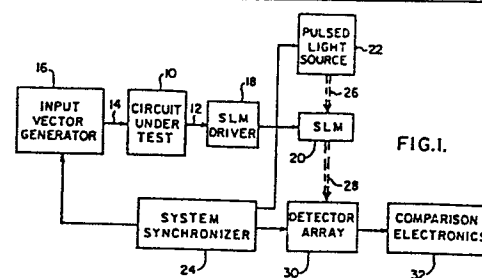 PULSED
LIGHT
SOURCE
22
16
10
18
26
INPUT
VECTOR
GENERATOR
14
CIRCUIT
UNDER
TEST
12
SLM
DRIVER
SLM
20
FIG.1.
28
SYSTEM
SYNCHRONIZER
DETECTOR
ARRAY
COMPARISON
ELECTRONICS
24
30
32